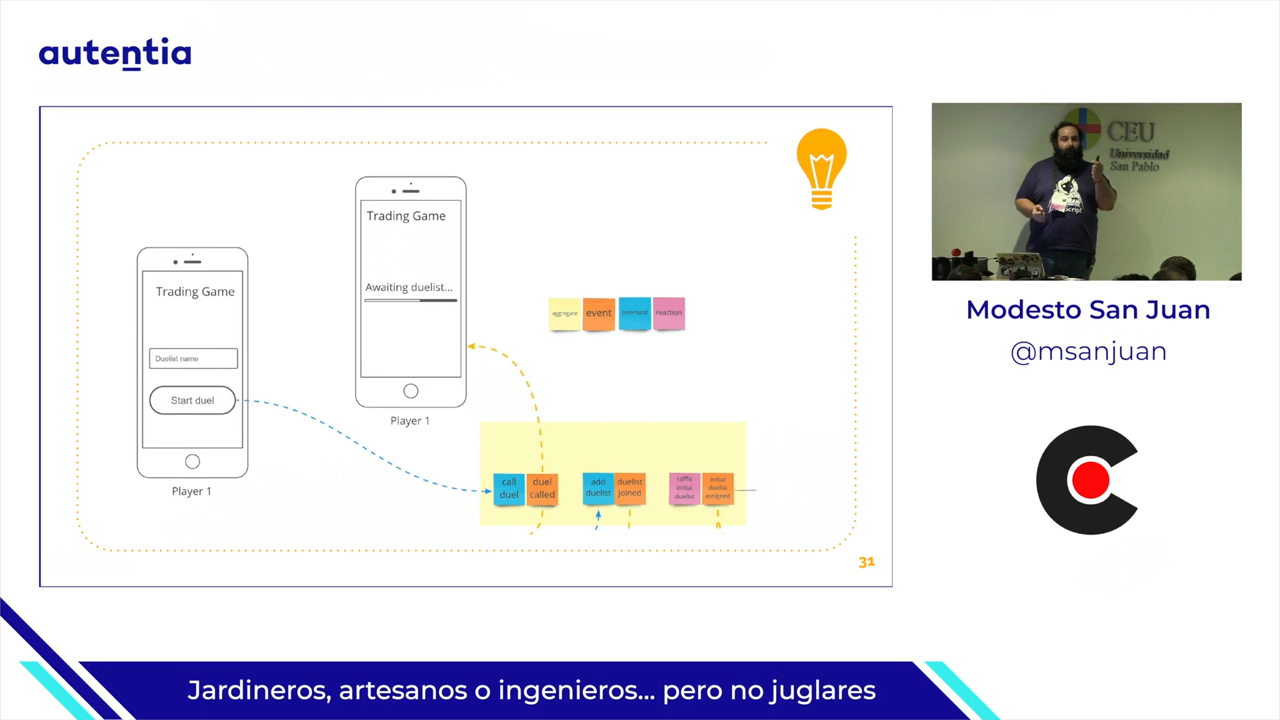 autentia
Trading Game
Awaiting duelist...
Player 1
Trading Game
Duelist name
Start duel
Player 1
aggregate
event
command
reaction
call
duel
duel
called
add
duelist
duelist
joined
raffle
initial
duelist
initial
duelist
assigned
31
CEU
Universidad
San Pablo
Script
Modesto San Juan
@msanjuan
Jardineros, artesanos o ingenieros... pero no juglares